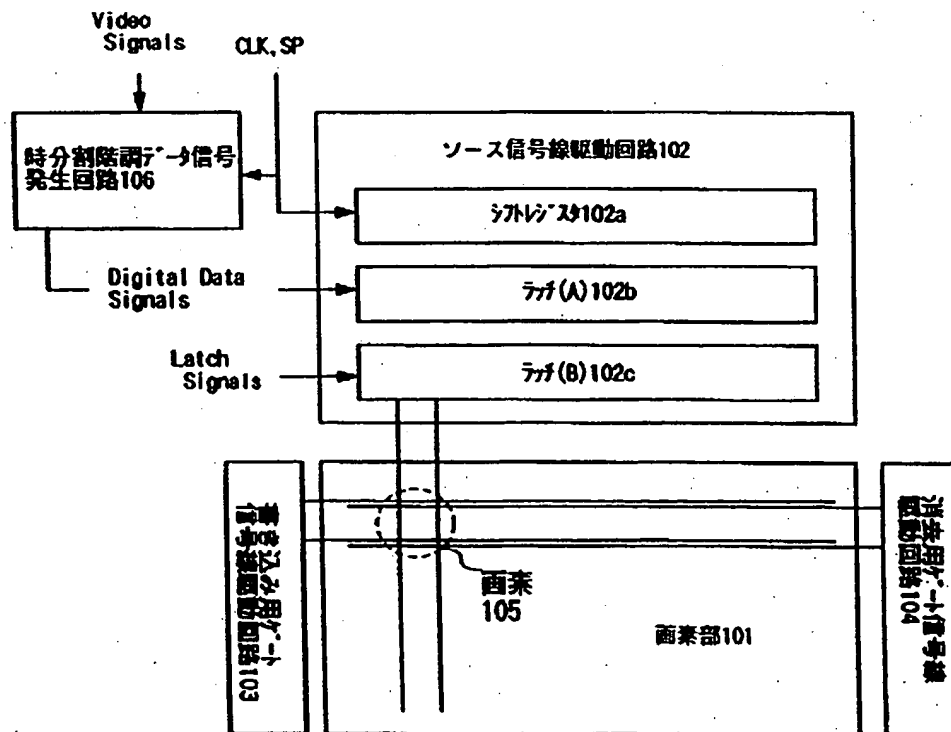 Video
Signals
CLK,SP
時分割階調データ信号
発生回路106
ソース信号線駆動回路102
シフトレジスタ102a
Digital Data
Signals
ラッチ(A)102b
Latch
Signals
ラッチ(B)102c
書き込み用ゲート
信号線駆動回路103
画素
105
画素部101
消去用ゲート信号線
駆動回路104